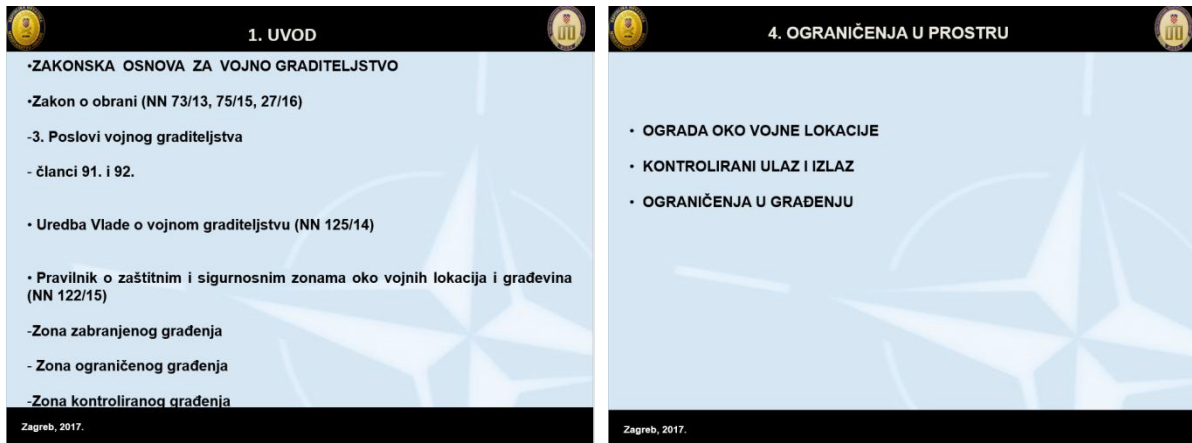 1. UVOD
•ZAKONSKA OSNOVA ZA VOJNO GRADITELJSTVO
•Zakon o obrani (NN 73/13, 75/15, 27/16)
-3. Poslovi vojnog graditeljstva
- članci 91. i 92.
• Uredba Vlade o vojnom graditeljstvu (NN 125/14)
• Pravilnik o zaštitnim i sigurnosnim zonama oko vojnih lokacija i građevina
(NN 122/15)
-Zona zabranjenog građenja
- Zona ograničenog građenja
-Zona kontroliranog građenja
Zagreb, 2017.
4. OGRANIČENJA U PROSTRU
• OGRADA OKO VOJNE LOKACIJE
• KONTROLIRANI ULAZ I IZLAZ
• OGRANIČENJA U GRAĐENJU
Zagreb, 2017.